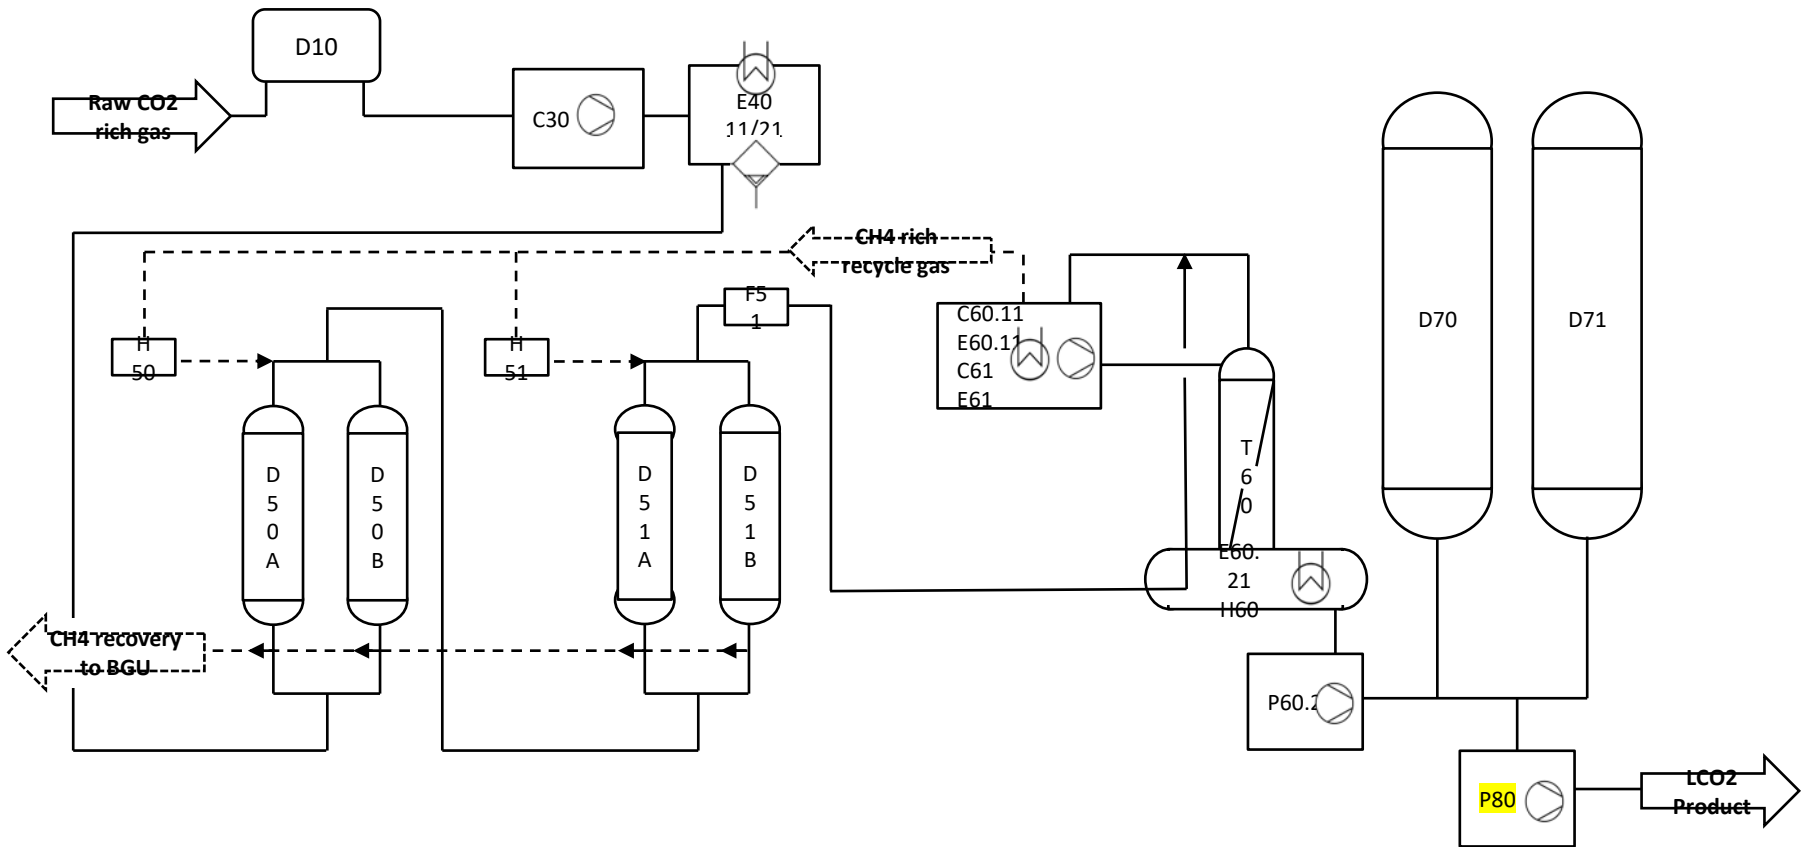 D10
Raw CO2
rich gas
C30
E40
11/21
CH4 rich
recycle gas
F5
1
H
50
H
51
C60.11
E60.11
C61
E61
D70
D71
D
5
0
A
D
5
0
B
D
5
1
A
D
5
1
B
T
6
0
E60.
21
H60
CH4 recovery
to BGU
P60.2
P80
LCO2
Product